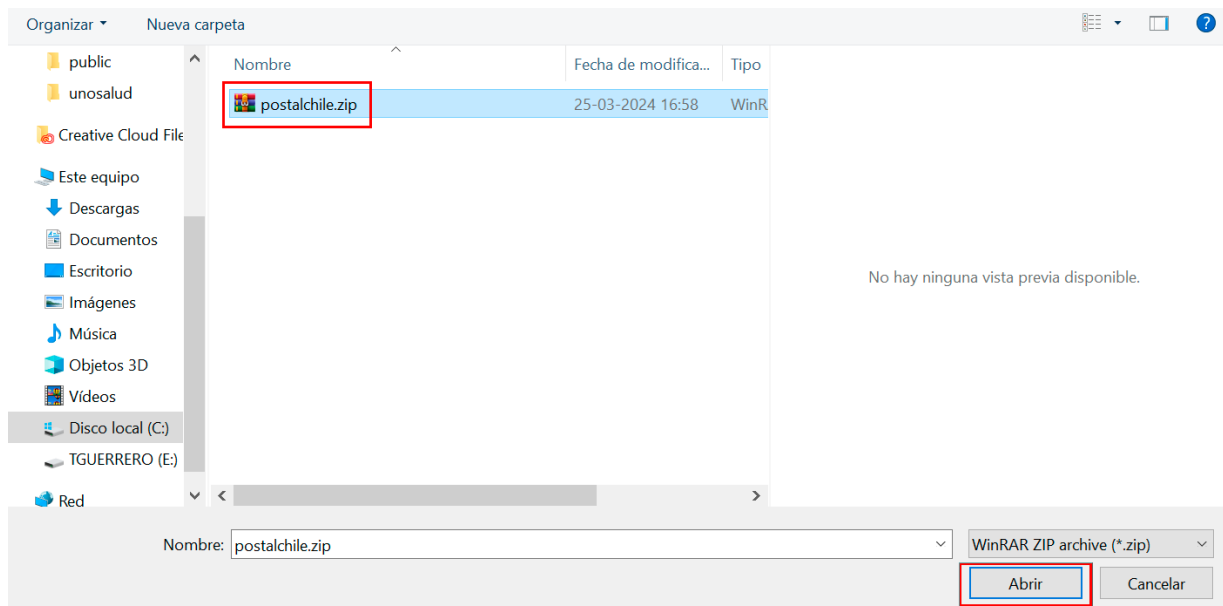 Organizar Nueva carpeta
public
unosalud
Creative Cloud File
Este equipo
Descargas
Documentos
Escritorio
Imágenes
Música
Objetos 3D
Vídeos
Disco local (C:)
TGUERRERO (E:)
Red
Nombre Fecha de modifica... Tipo
postalchile.zip 25-03-2024 16:58 WinR
No hay ninguna vista previa disponible.
Nombre: postalchile.zip WinRAR ZIP archive (*.zip)
Abrir Cancelar